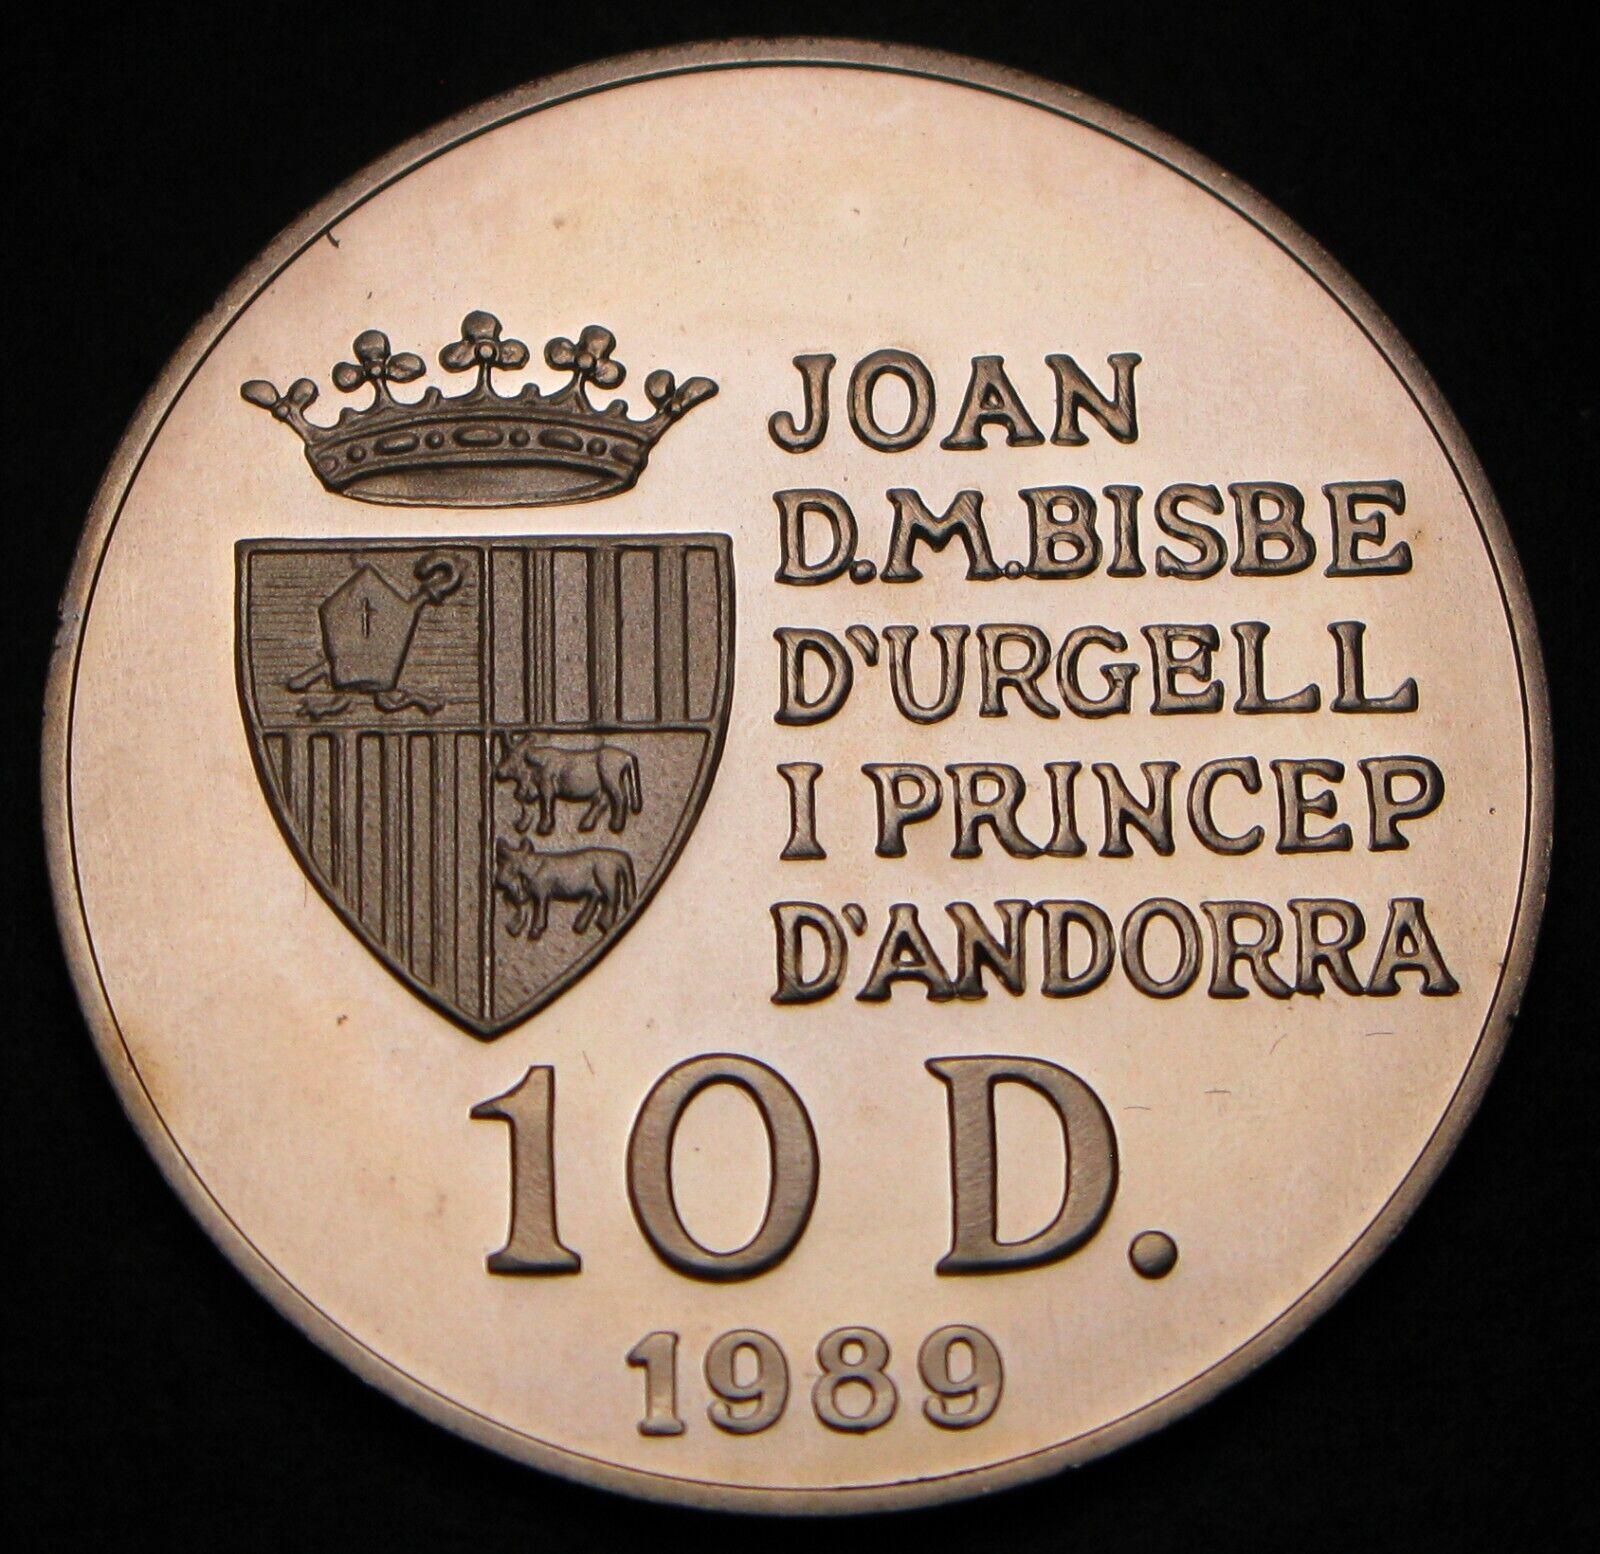 JOAN
D.M.BISBE
D'URGELL
I PRINCEP
D'ANDORRA
10 D.
1989